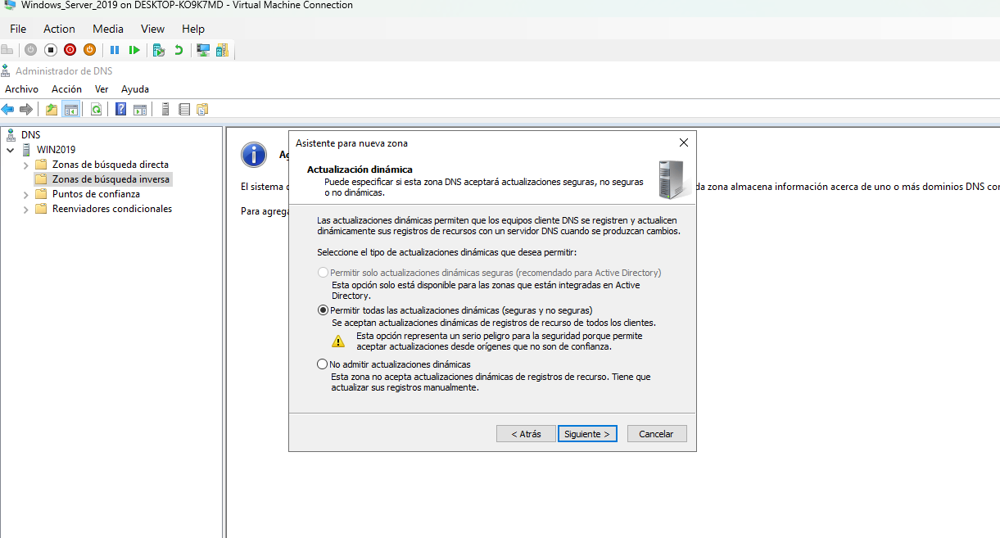 Windows_Server_2019 on DESKTOP-KO9K7MD - Virtual Machine Connection
File Action Media View Help
Administrador de DNS
Archivo Acción Ver Ayuda
DNS
WIN2019
Zonas de búsqueda directa
Zonas de búsqueda inversa
Puntos de confianza
Reenviadores condicionales
El sistema
Para agrega
da zona almacena información acerca de uno o más dominios DNS
Asistente para nueva zona
Actualización dinámica
Puede especificar si esta zona DNS aceptará actualizaciones seguras, no seguras
o no dinámicas.
Las actualizaciones dinámicas permiten que los equipos cliente DNS se registren y actualicen
dinámicamente sus registros de recursos con un servidor DNS cuando se produzcan cambios.
Seleccione el tipo de actualizaciones dinámicas que desea permitir:
Permitir solo actualizaciones dinámicas seguras (recomendado para Active Directory)
Esta opción solo está disponible para las zonas que están integradas en Active
Directory.
Permitir todas las actualizaciones dinámicas (seguras y no seguras)
Se aceptan actualizaciones dinámicas de registros de recurso de todos los clientes.
Esta opción representa un serio peligro para la seguridad porque permite
aceptar actualizaciones desde orígenes que no son de confianza.
No admitir actualizaciones dinámicas
Esta zona no acepta actualizaciones dinámicas de registros de recurso. Tiene que
actualizar sus registros manualmente.
< Atrás Siguiente > Cancelar